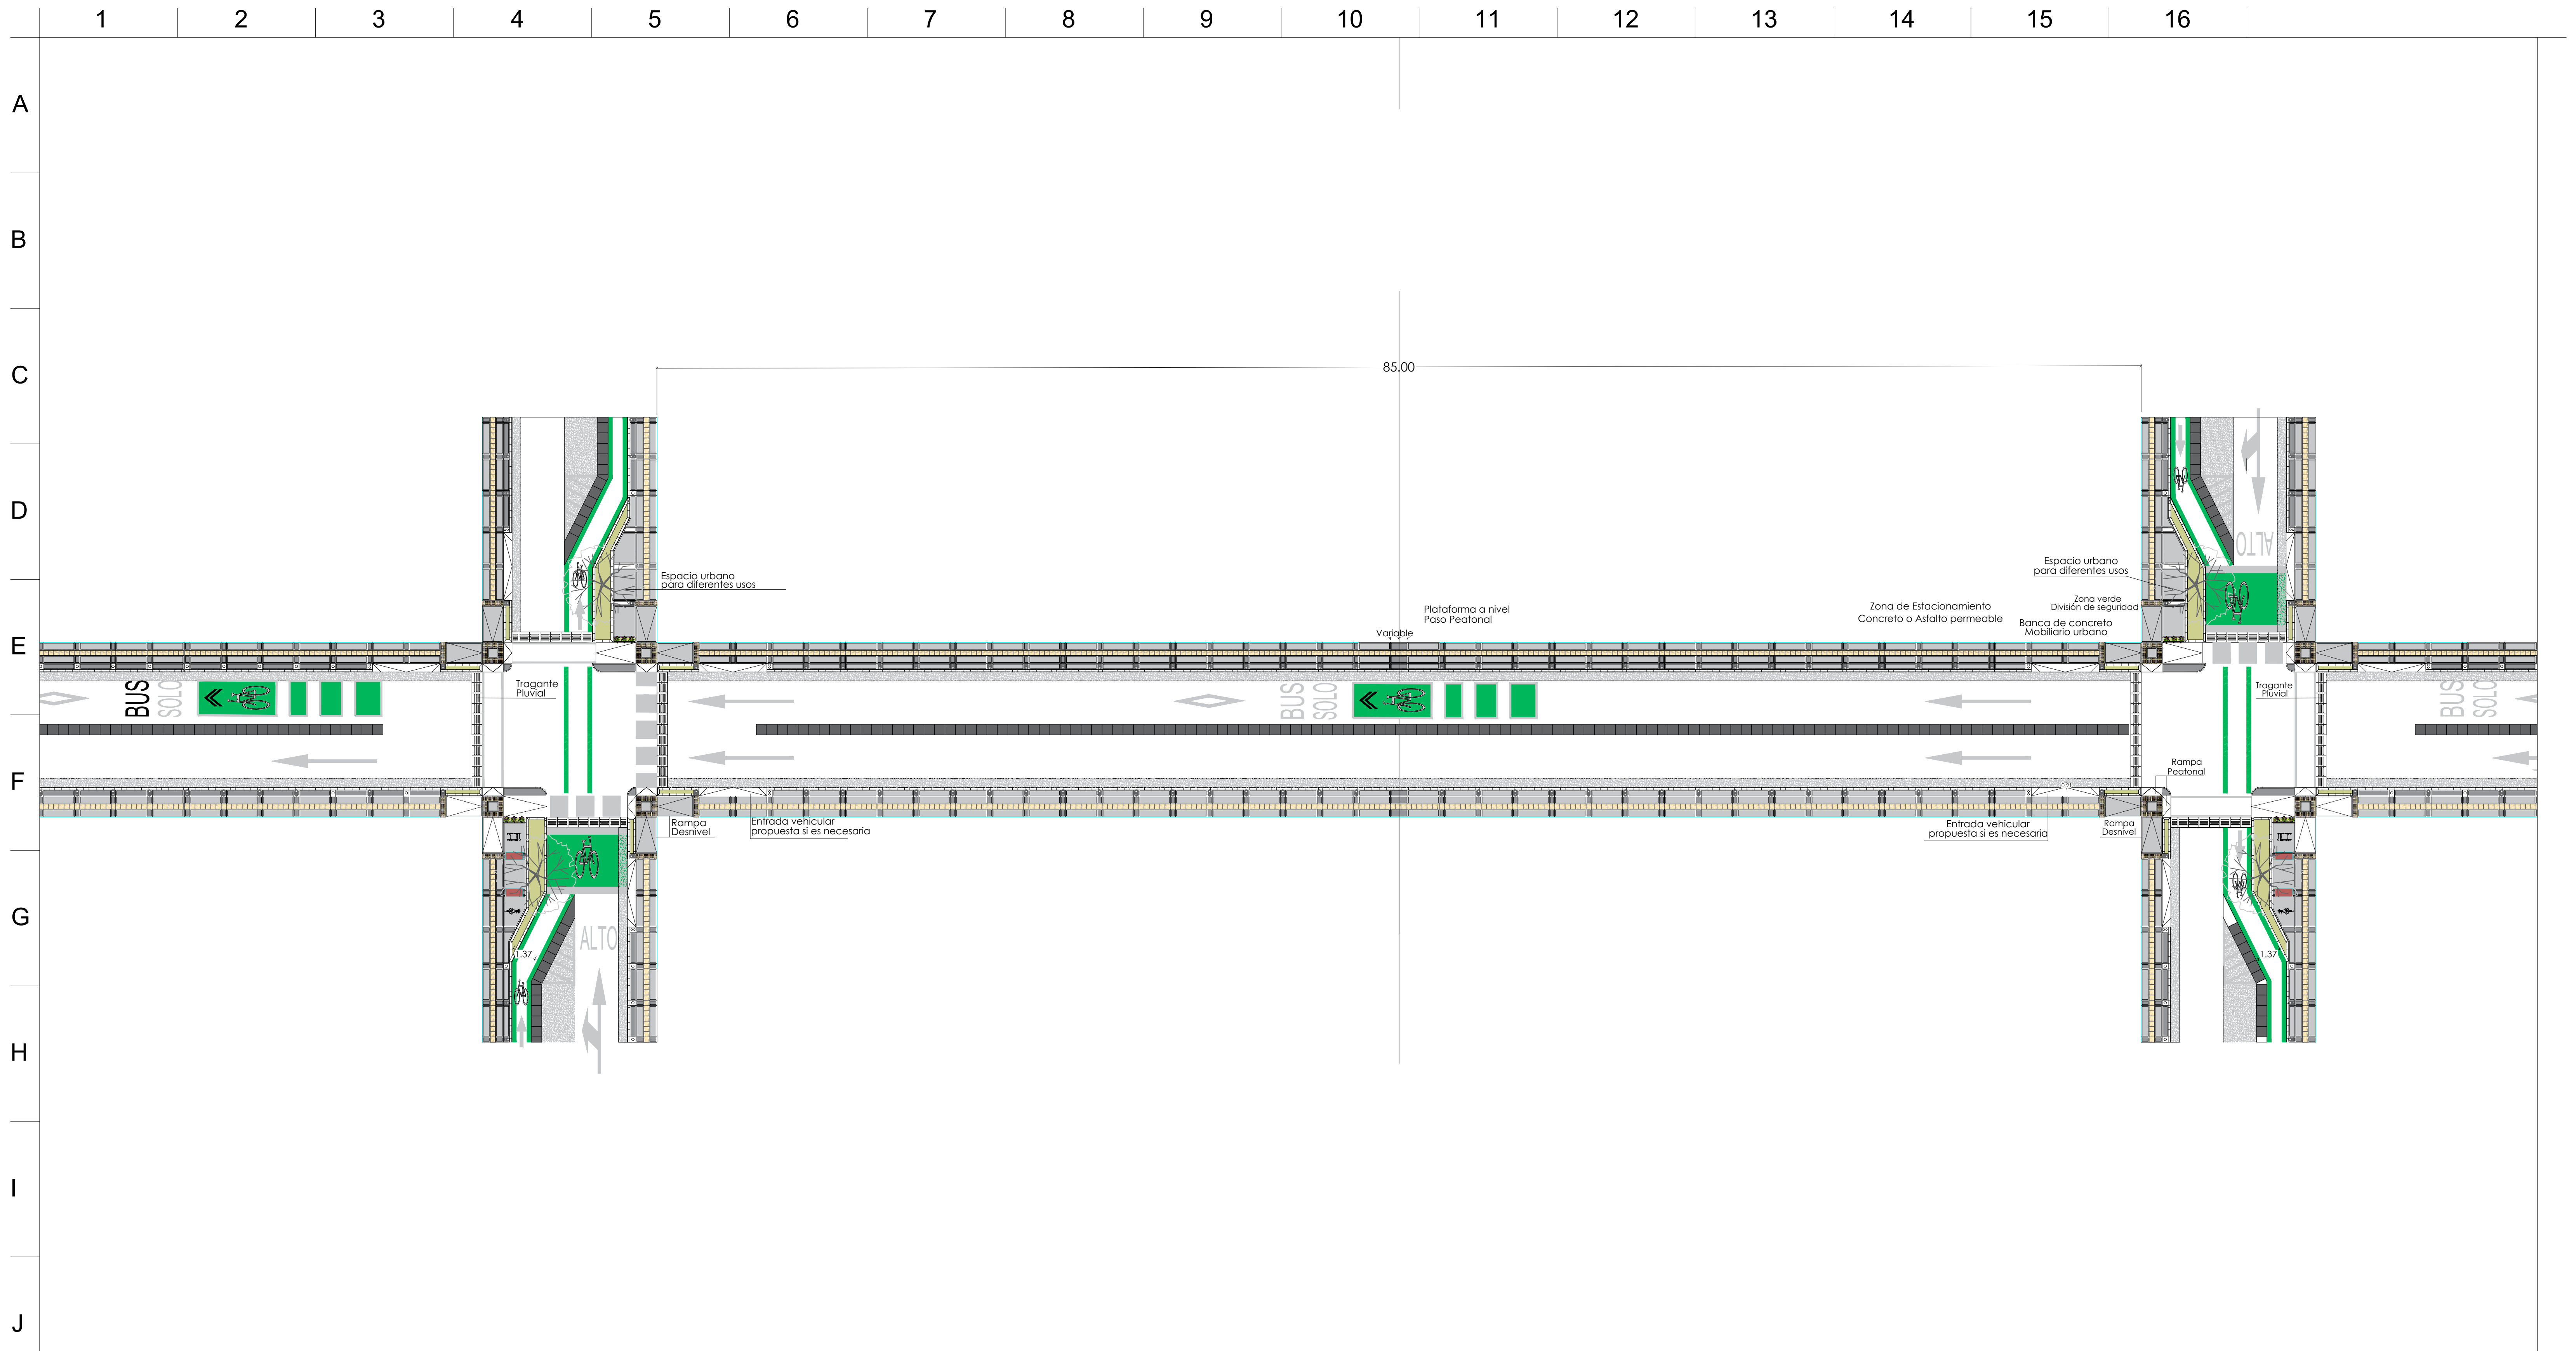 1 2 3 4 5 6 7 8 9 10 11 12 13 14 15 16
A
B
C
85.00
D
ALTO
Espacio urbano
para diferentes usos
Espacio urbano
para diferentes usos
E
Variable
Plataforma a nivel
Paso Peatonal
Zona de Estacionamiento
Concreto o Asfalto permeable
Zona verde
División de seguridad
Banca de concreto
Mobiliario urbano
BUS
SOLO
Tragante
Pluvial
BUS
SOLO
Tragante
Pluvial
BUS
SOLO
F
Rampa
Peatonal
Rampa
Desnivel
Entrada vehicular
propuesta si es necesaria
Entrada vehicular
propuesta si es necesaria
Rampa
Desnivel
G
ALTO
1.37
1.37
H
I
J